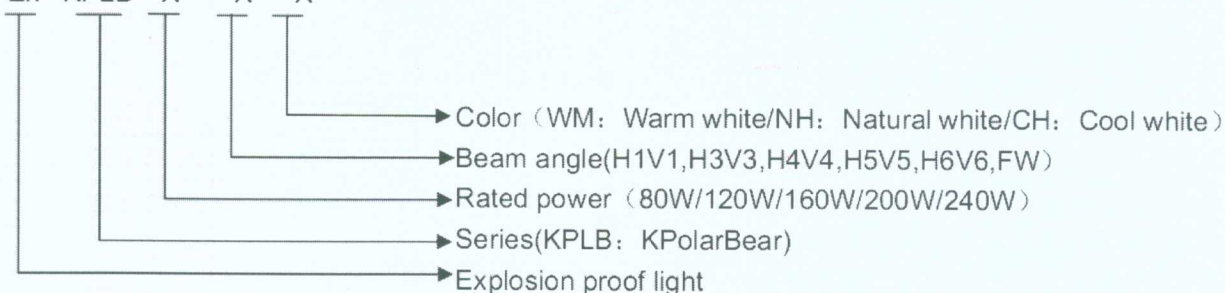 Color（WM：Warm white/NH：Natural white/CH：Cool white）
Beam angle(H1V1,H3V3,H4V4,H5V5,H6V6,FW）
Rated power（80W/120W/160W/200W/240W）
Series(KPLB：KPolarBear)
Explosion proof light